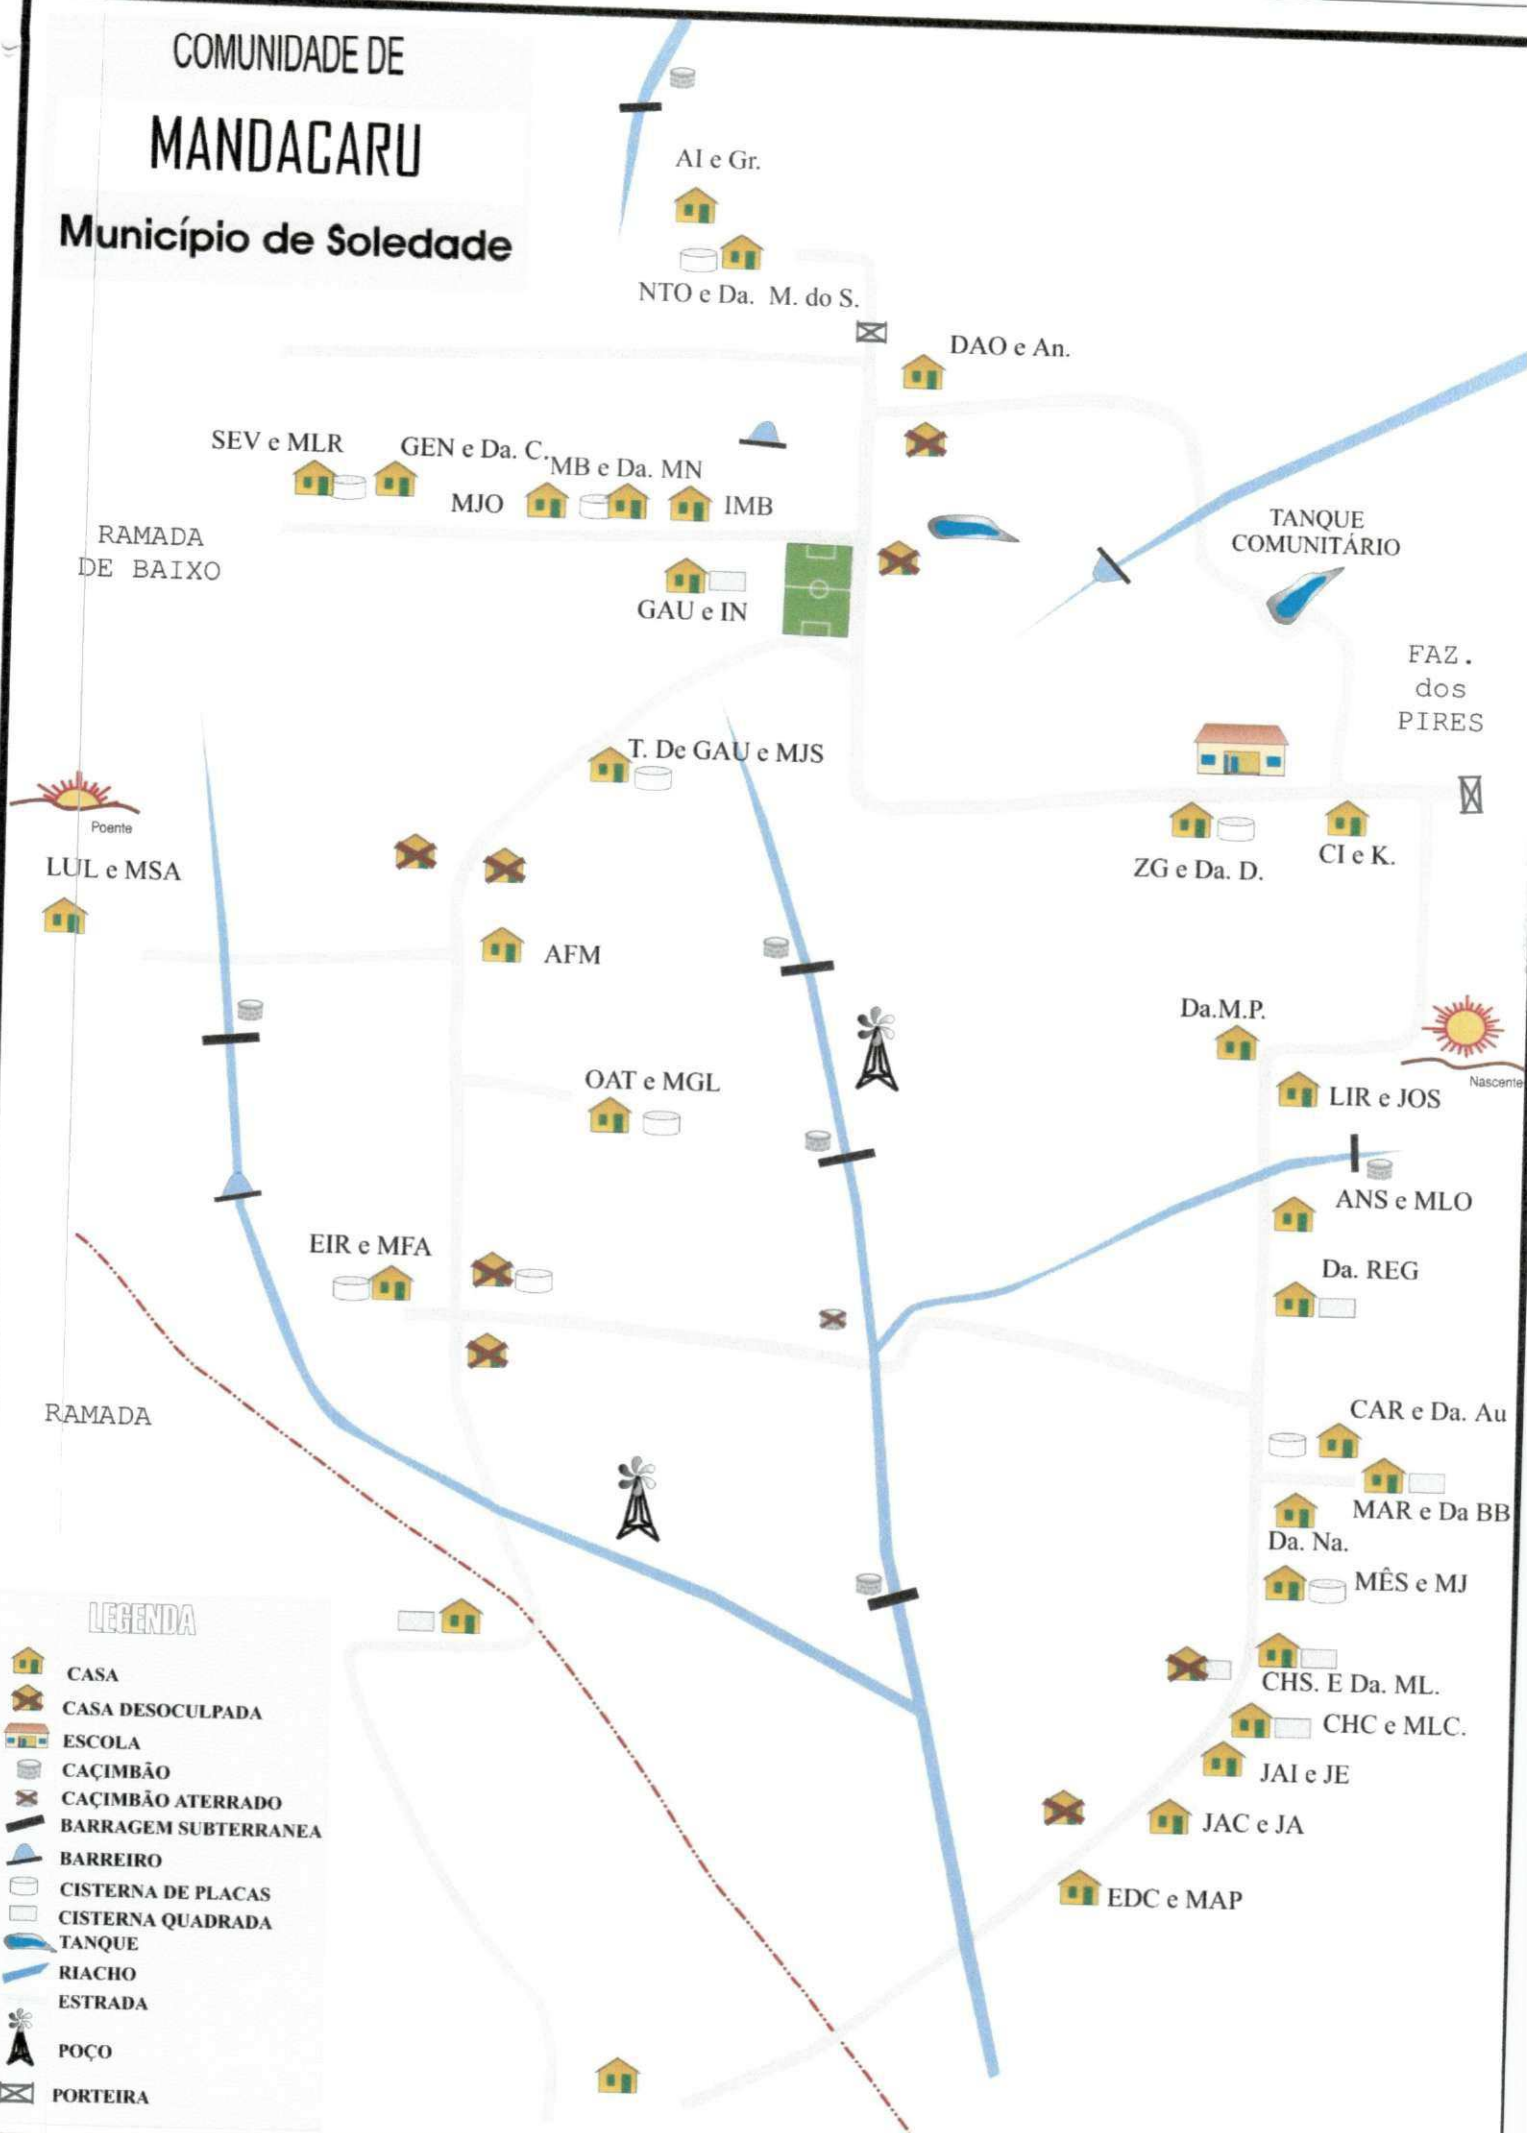 COMUNIDADE DE
MANDACARU
Município de Soledade
AI e Gr.
NTO e Da. M. do S.
DAO e An.
SEV e MLR
GEN e Da. C.
MB e Da. MN
MJO
IMB
RAMADA
DE BAIXO
TANQUE
COMUNITÁRIO
GAU e IN
FAZ.
dos
PIRES
T. De GAU e MJS
Poente
LUL e MSA
ZG e Da. D.
CI e K.
AFM
Da.M.P.
Nascente
OAT e MGL
LIR e JOS
ANS e MLO
EIR e MFA
Da. REG
RAMADA
CAR e Da. Au
MAR e Da BB
Da. Na.
MÊS e MJ
CHS. E Da. ML.
CHC e MLC.
JAI e JE
JAC e JA
EDC e MAP
LEGENDA
CASA
CASA DESOCULPADA
ESCOLA
CAÇIMBÃO
CAÇIMBÃO ATERRADO
BARRAGEM SUBTERRANEA
BARREIRO
CISTERNA DE PLACAS
CISTERNA QUADRADA
TANQUE
RIACHO
ESTRADA
POÇO
PORTEIRA